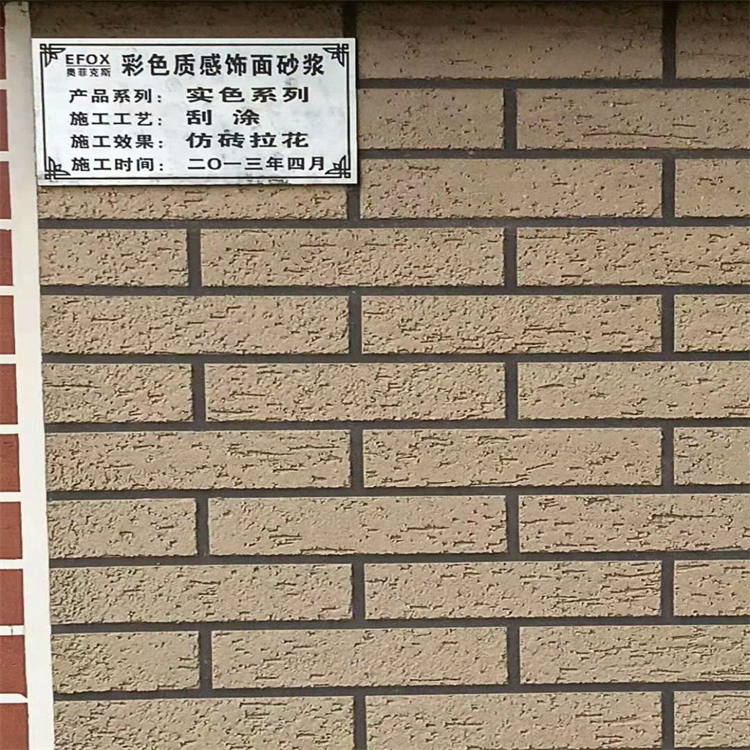 EFOX
奥菲克斯
彩色质感饰面砂浆
产品系列： 实色系列
施工工艺： 刮 涂
施工效果： 仿砖拉花
施工时间： 二〇一三年四月